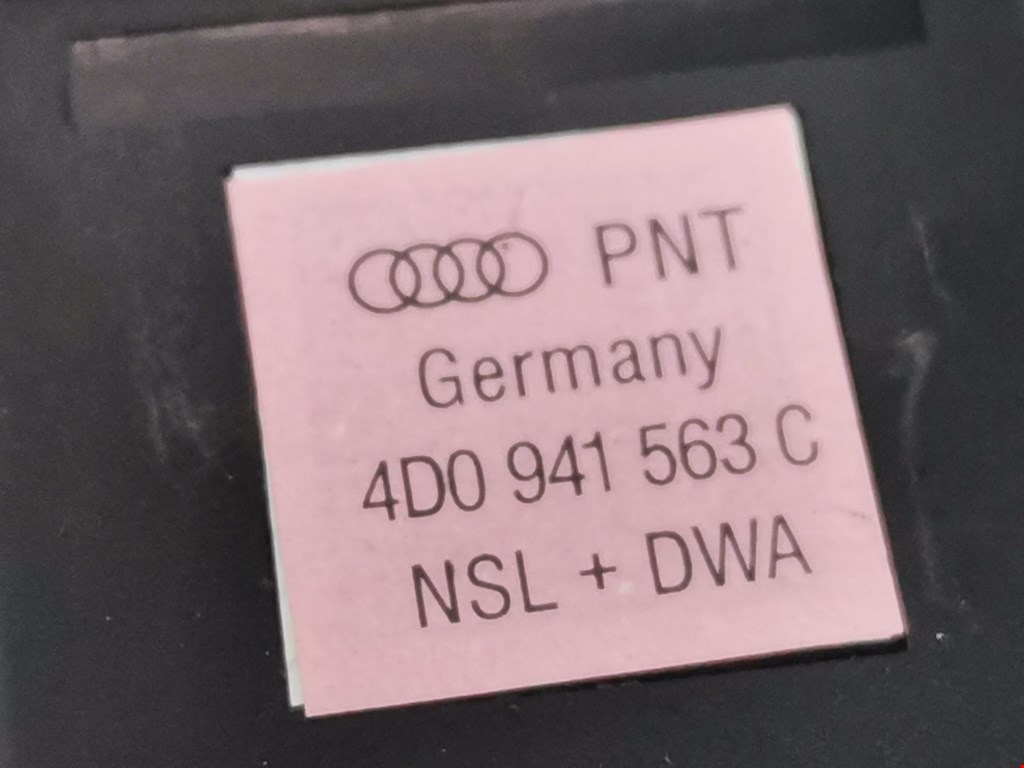 PNT
Germany
4D0 941 563 C
NSL + DWA